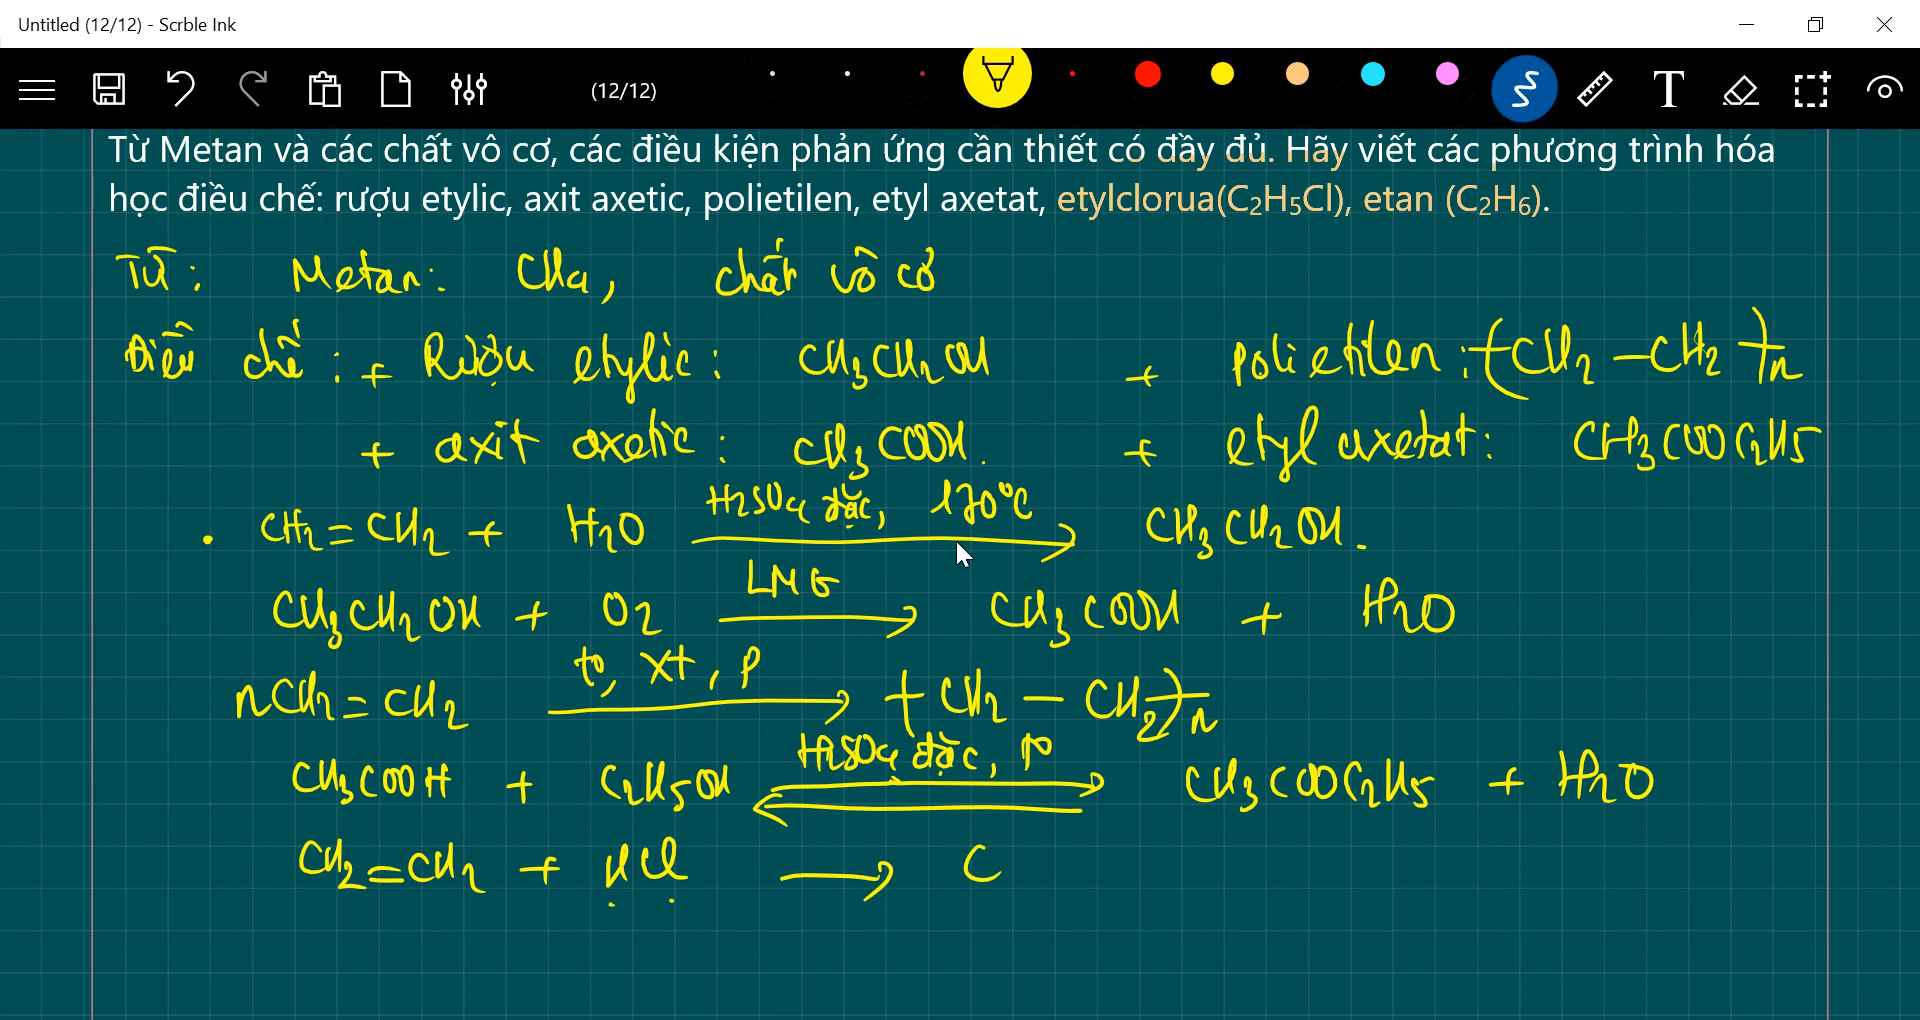 Untitled (12/12) - Scrble Ink
(12/12)
T
Từ Metan và các chất vô cơ, các điều kiện phản ứng cần thiết có đầy đủ. Hãy viết các phương trình hóa
học điều chế: rượu etylic, axit axetic, polietilen, etyl axetat, etylclorua(C₂H₅Cl), etan (C₂H₆).
Từ: Metan: CH₄, chất vô cơ
Điều chế: + Rượu etylic: CH₃CH₂OH + Polietilen: (CH₂ – CH₂)ₙ
+ axit axetic: CH₃COOH. + etyl axetat: CH₃COOC₂H₅
. CH₂=CH₂ + H₂O H₂SO₄ đặc, 170°C → CH₃CH₂OH.
CH₃CH₂OH + O₂ LMG → CH₃COOH + H₂O
nCH₂=CH₂ t°, xt, P → (CH₂ – CH₂)ₙ
CH₃COOH + C₂H₅OH H₂SO₄ đặc, t° ⇌ CH₃COOC₂H₅ + H₂O
CH₂=CH₂ + HCl → C